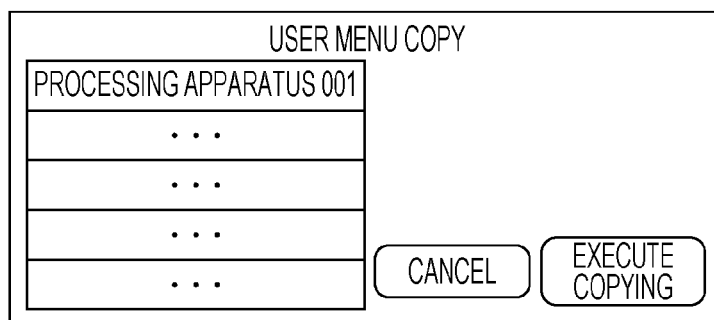 USER MENU COPY
PROCESSING APPARATUS 001
. . .
. . .
. . .
. . .
CANCEL
EXECUTE
COPYING